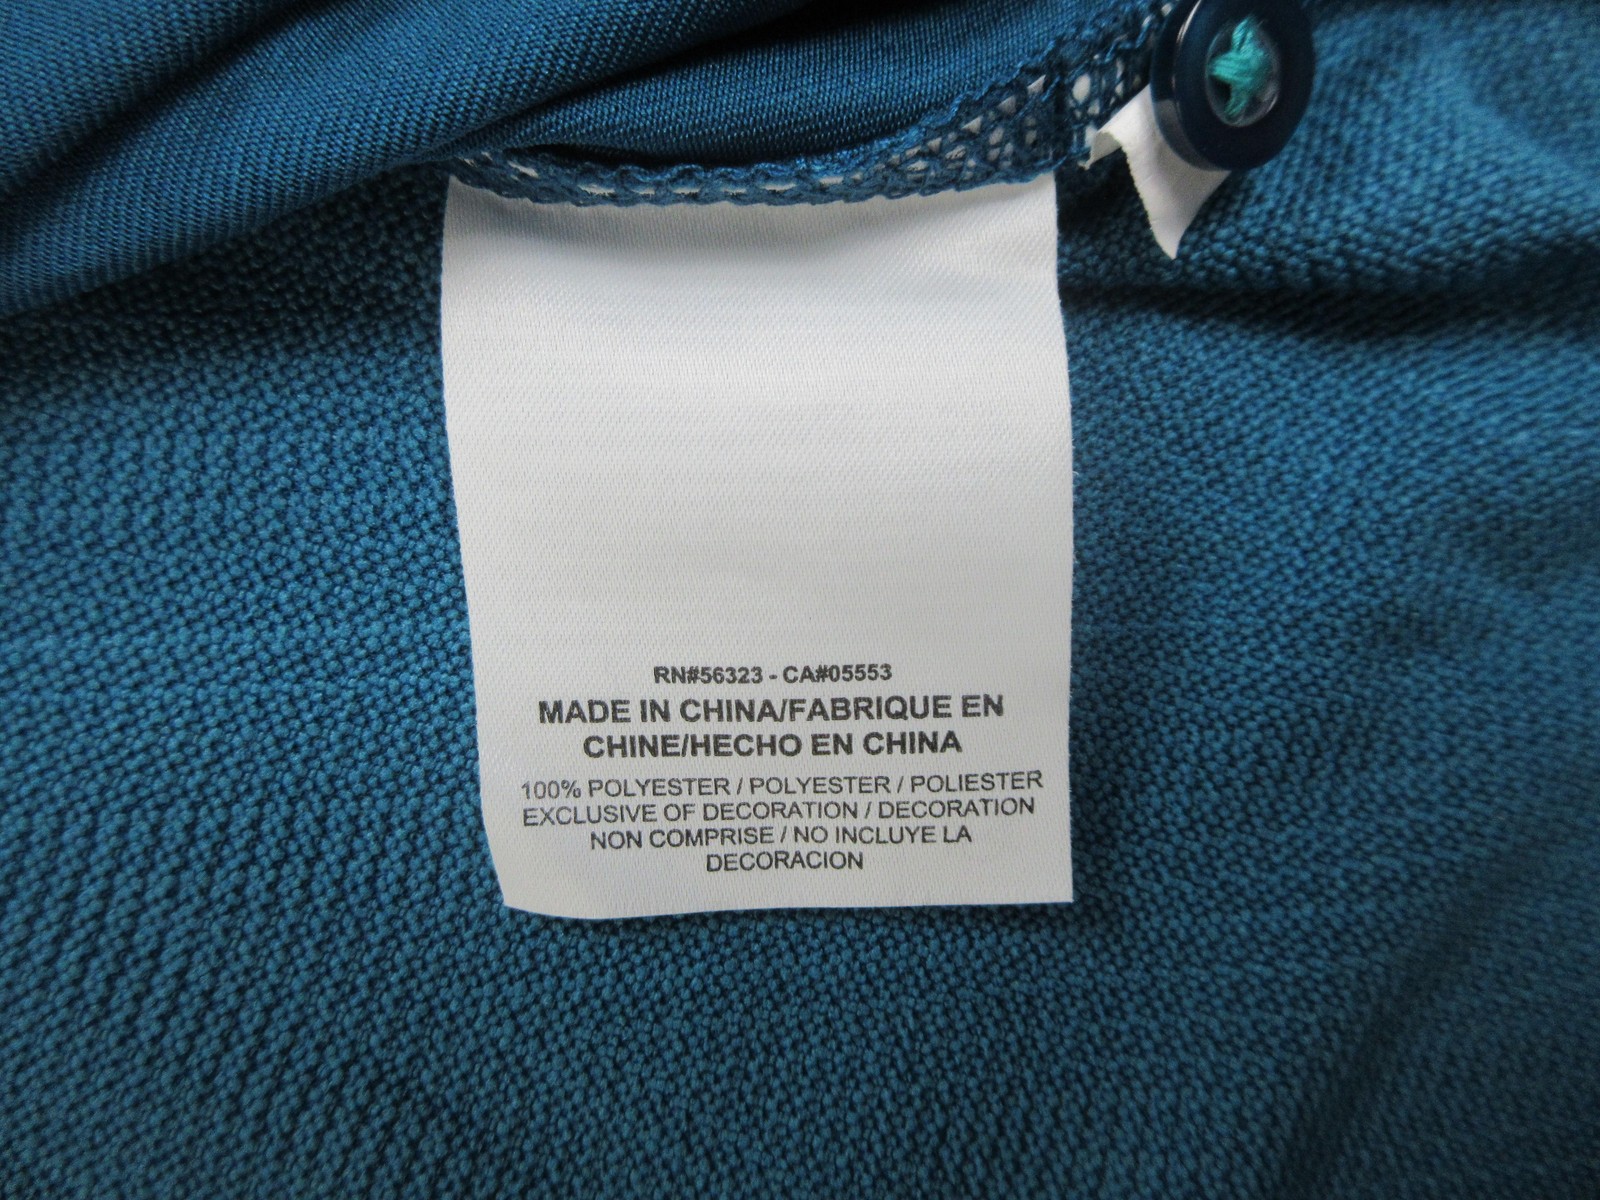 RN#56323 - CA#05553
MADE IN CHINA/FABRIQUE EN
CHINE/HECHO EN CHINA
100% POLYESTER / POLYESTER / POLIESTER
EXCLUSIVE OF DECORATION / DECORATION
NON COMPRISE / NO INCLUYE LA
DECORACION